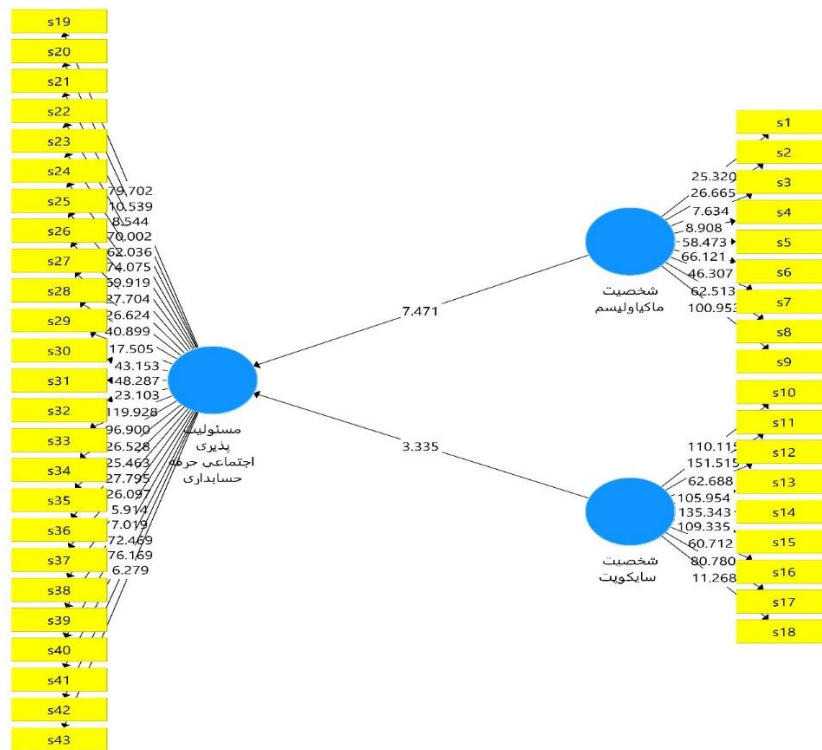 s19
s20
s21
s22
s23
s24
s25
s26
s27
s28
s29
s30
s31
s32
s33
s34
s35
s36
s37
s38
s39
s40
s41
s42
s43
79.702
10.539
8.544
70.002
62.036
74.075
69.919
27.704
26.624
40.899
17.505
43.153
48.287
23.103
119.928
96.900
26.528
25.463
27.795
26.097
5.914
7.019
72.469
76.169
6.279
مسئولیت
پذیری
اجتماعی حرفه
حسابداری
7.471
3.335
شخصیت
ماکیاولیسم
25.320
26.665
7.634
8.908
58.473
66.121
46.307
62.513
100.953
s1
s2
s3
s4
s5
s6
s7
s8
s9
شخصیت
سایکوپت
110.115
151.515
62.688
105.954
135.343
109.335
60.712
80.780
11.268
s10
s11
s12
s13
s14
s15
s16
s17
s18